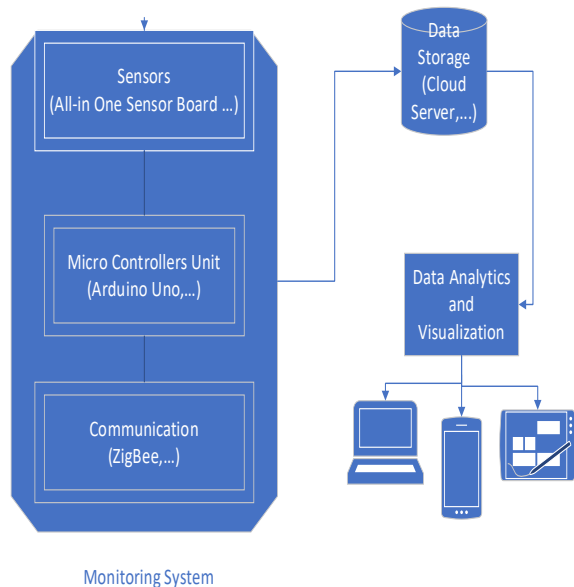 Sensors
(All-in One Sensor Board ...)
Micro Controllers Unit
(Arduino Uno,...)
Communication
(ZigBee,...)
Monitoring System
Data
Storage
(Cloud
Server,...)
Data Analytics
and
Visualization